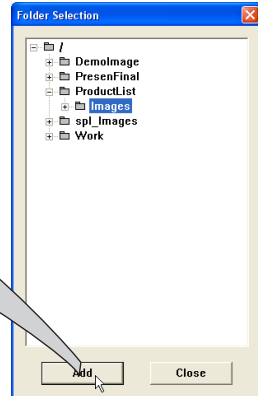 Folder Selection
/
DemoImage
PresenFinal
ProductList
Images
spl_Images
Work
Add
Close